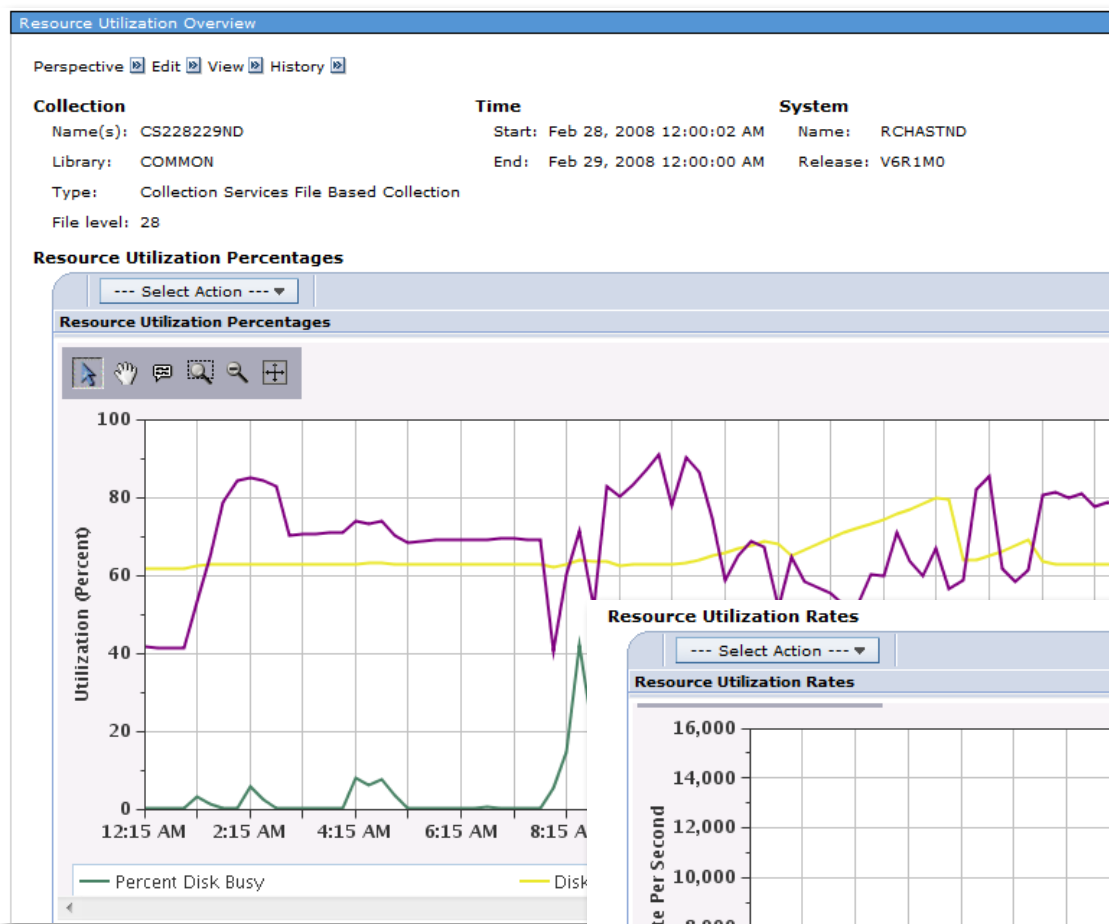 Resource Utilization Overview
Perspective Edit View History
Collection Time System
Name(s): CS228229ND Start: Feb 28, 2008 12:00:02 AM Name: RCHASTND
Library: COMMON End: Feb 29, 2008 12:00:00 AM Release: V6R1M0
Type: Collection Services File Based Collection
File level: 28
Resource Utilization Percentages
--- Select Action ---
Resource Utilization Percentages
100
80
60
40
20
0
Utilization (Percent)
12:15 AM 2:15 AM 4:15 AM 6:15 AM 8:15 A
Percent Disk Busy Disk
Resource Utilization Rates
--- Select Action ---
Resource Utilization Rates
16,000
14,000
12,000
10,000
8,000
te Per Second